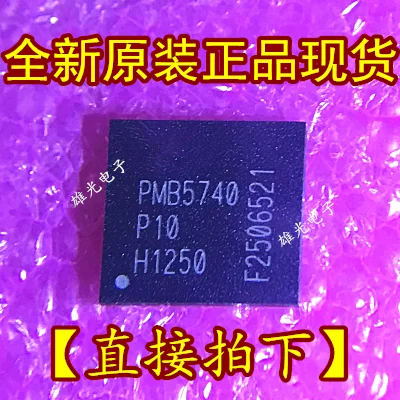 全新原装正品现货
PMB5740
P10
H1250
F2506521
雄光电子
雄光电子
【直接拍下】